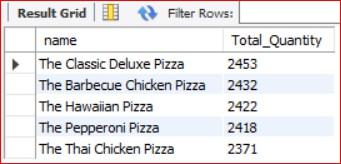 Result Grid Filter Rows:
name Total_Quantity
The Classic Deluxe Pizza 2453
The Barbecue Chicken Pizza 2432
The Hawaiian Pizza 2422
The Pepperoni Pizza 2418
The Thai Chicken Pizza 2371